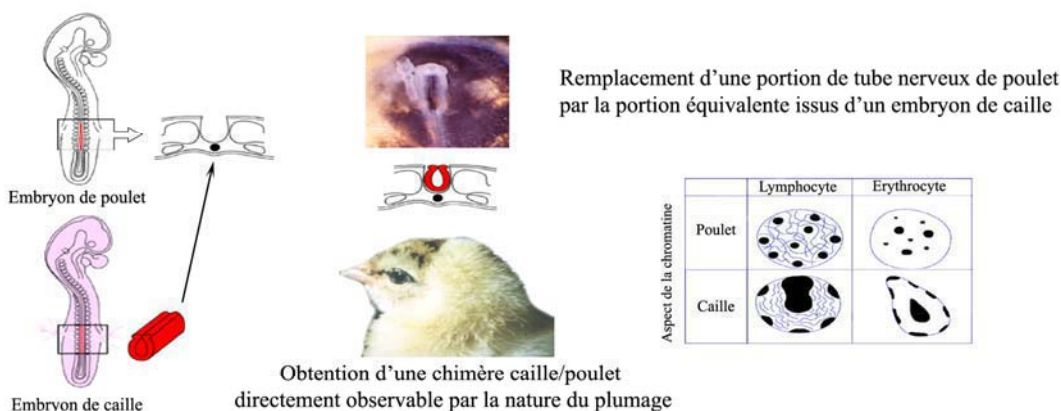 Embryon de poulet
Embryon de caille
Remplacement d'une portion de tube nerveux de poulet
par la portion équivalente issus d'un embryon de caille
Obtention d'une chimère caille/poulet
directement observable par la nature du plumage
Lymphocyte Erythrocyte
Aspect de la chromatine
Poulet
Caille